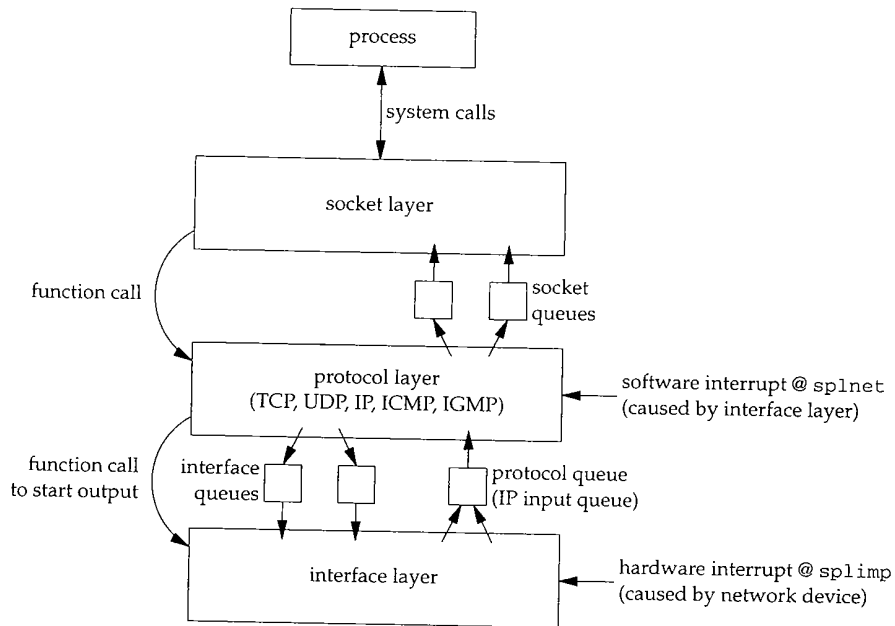 process
system calls
socket layer
function call
socket
queues
protocol layer
(TCP, UDP, IP, ICMP, IGMP)
software interrupt @ splnet
(caused by interface layer)
function call
to start output
interface
queues
protocol queue
(IP input queue)
interface layer
hardware interrupt @ splimp
(caused by network device)